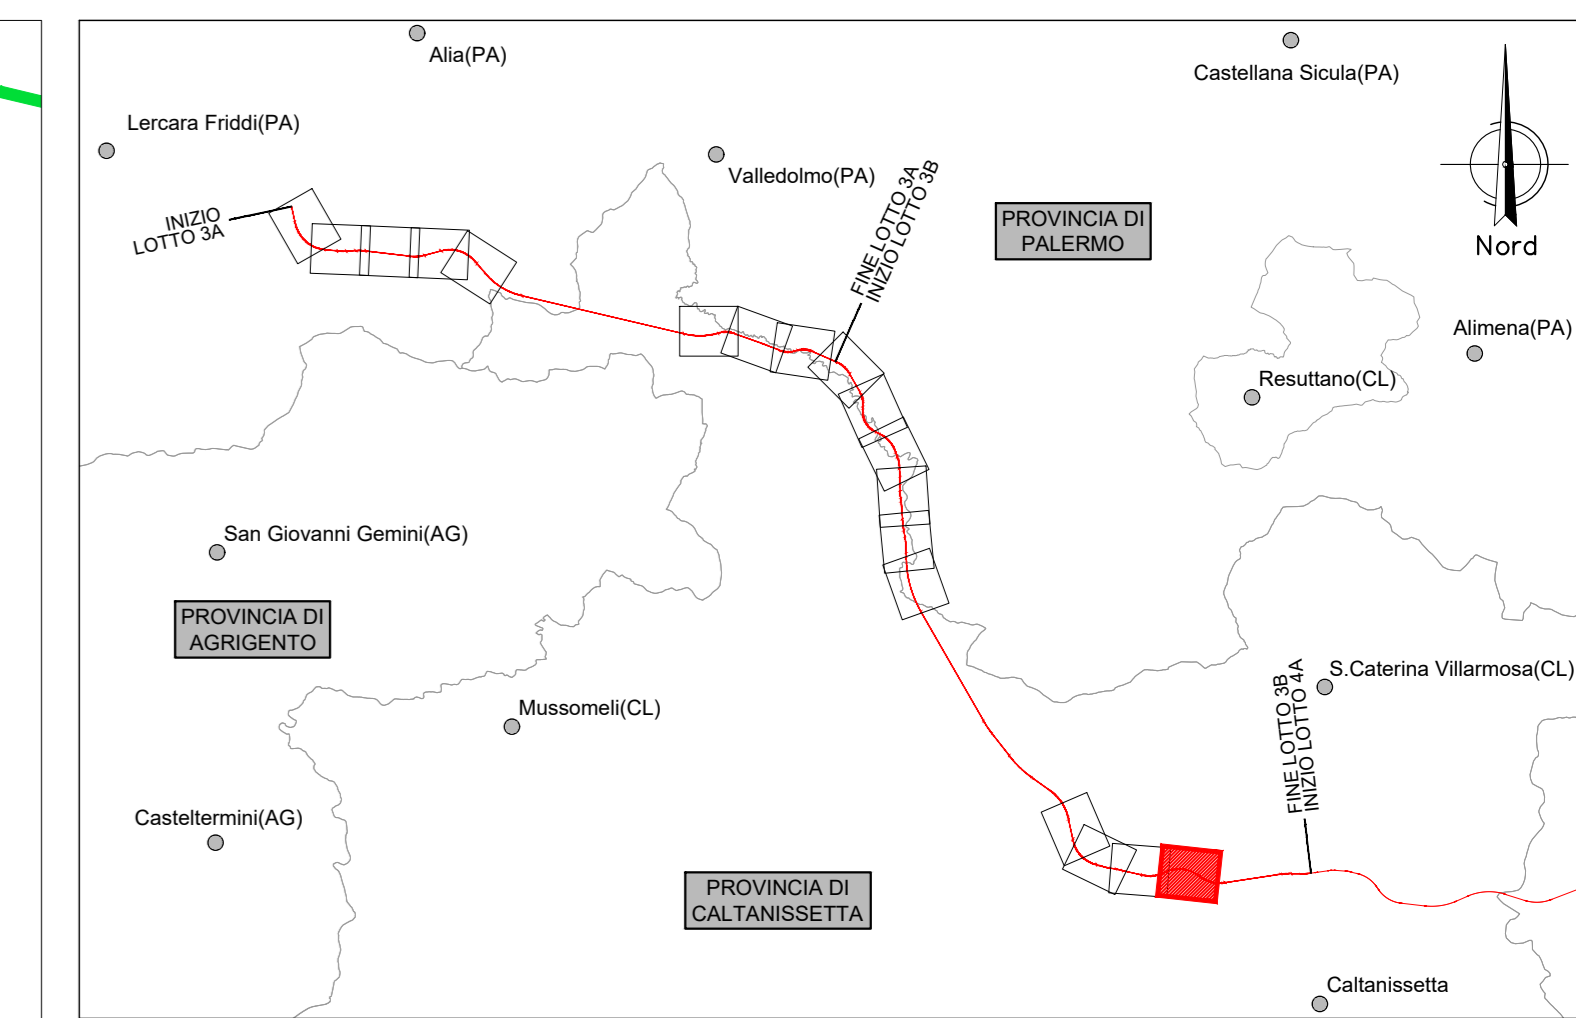 Alia(PA)
Castellana Sicula(PA)
Lercara Friddi(PA)
Valledolmo(PA)
INIZIO
LOTTO 3A
FINE LOTTO 3A
INIZIO LOTTO 3B
PROVINCIA DI
PALERMO
Nord
Alimena(PA)
Resuttano(CL)
San Giovanni Gemini(AG)
PROVINCIA DI
AGRIGENTO
S.Caterina Villarmosa(CL)
Mussomeli(CL)
FINE LOTTO 3B
INIZIO LOTTO 4A
Casteltermini(AG)
PROVINCIA DI
CALTANISSETTA
Caltanissetta